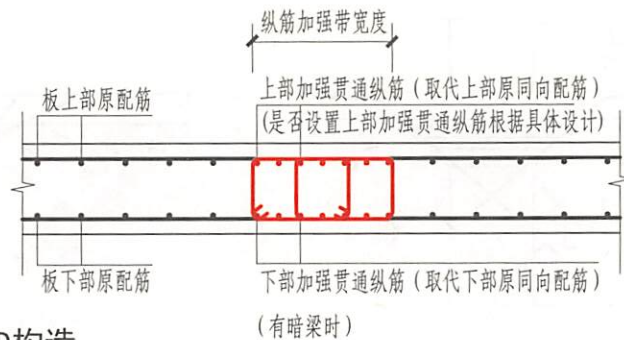 纵筋加强带宽度
板上部原配筋
上部加强贯通纵筋(取代上部原同向配筋)
(是否设置上部加强贯通纵筋根据具体设计)
板下部原配筋
下部加强贯通纵筋(取代下部原同向配筋)
(有暗梁时)
构造